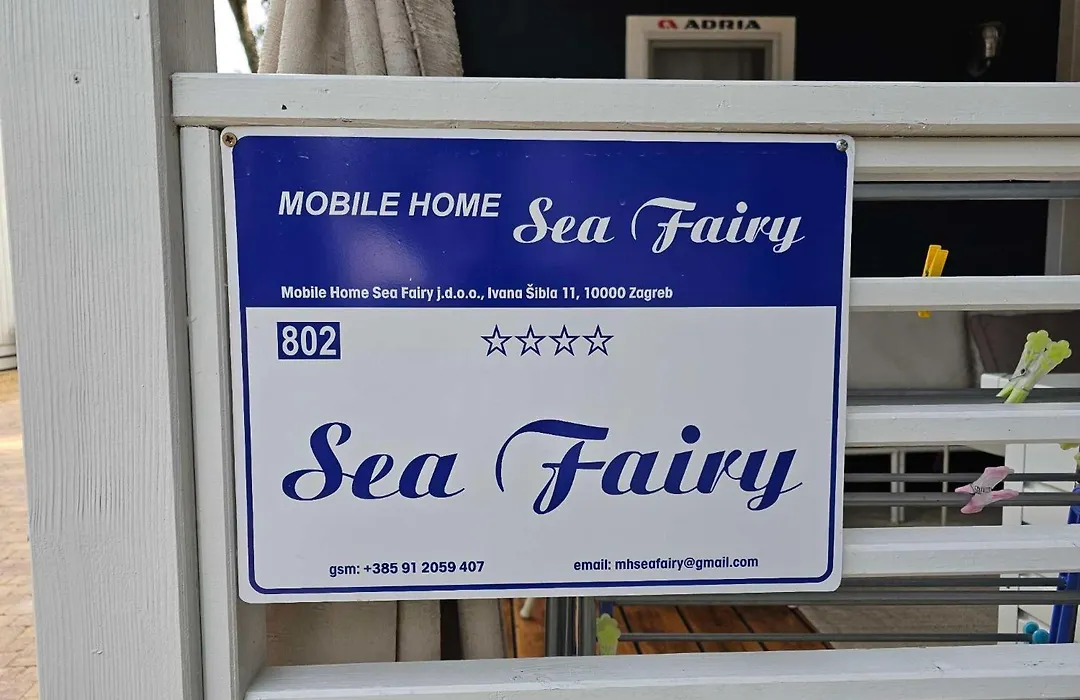 ADRIA
MOBILE HOME Sea Fairy
Mobile Home Sea Fairy j.d.o.o., Ivana Šibla 11, 10000 Zagreb
802
Sea Fairy
gsm: +385 91 2059 407 email: mhseafairy@gmail.com